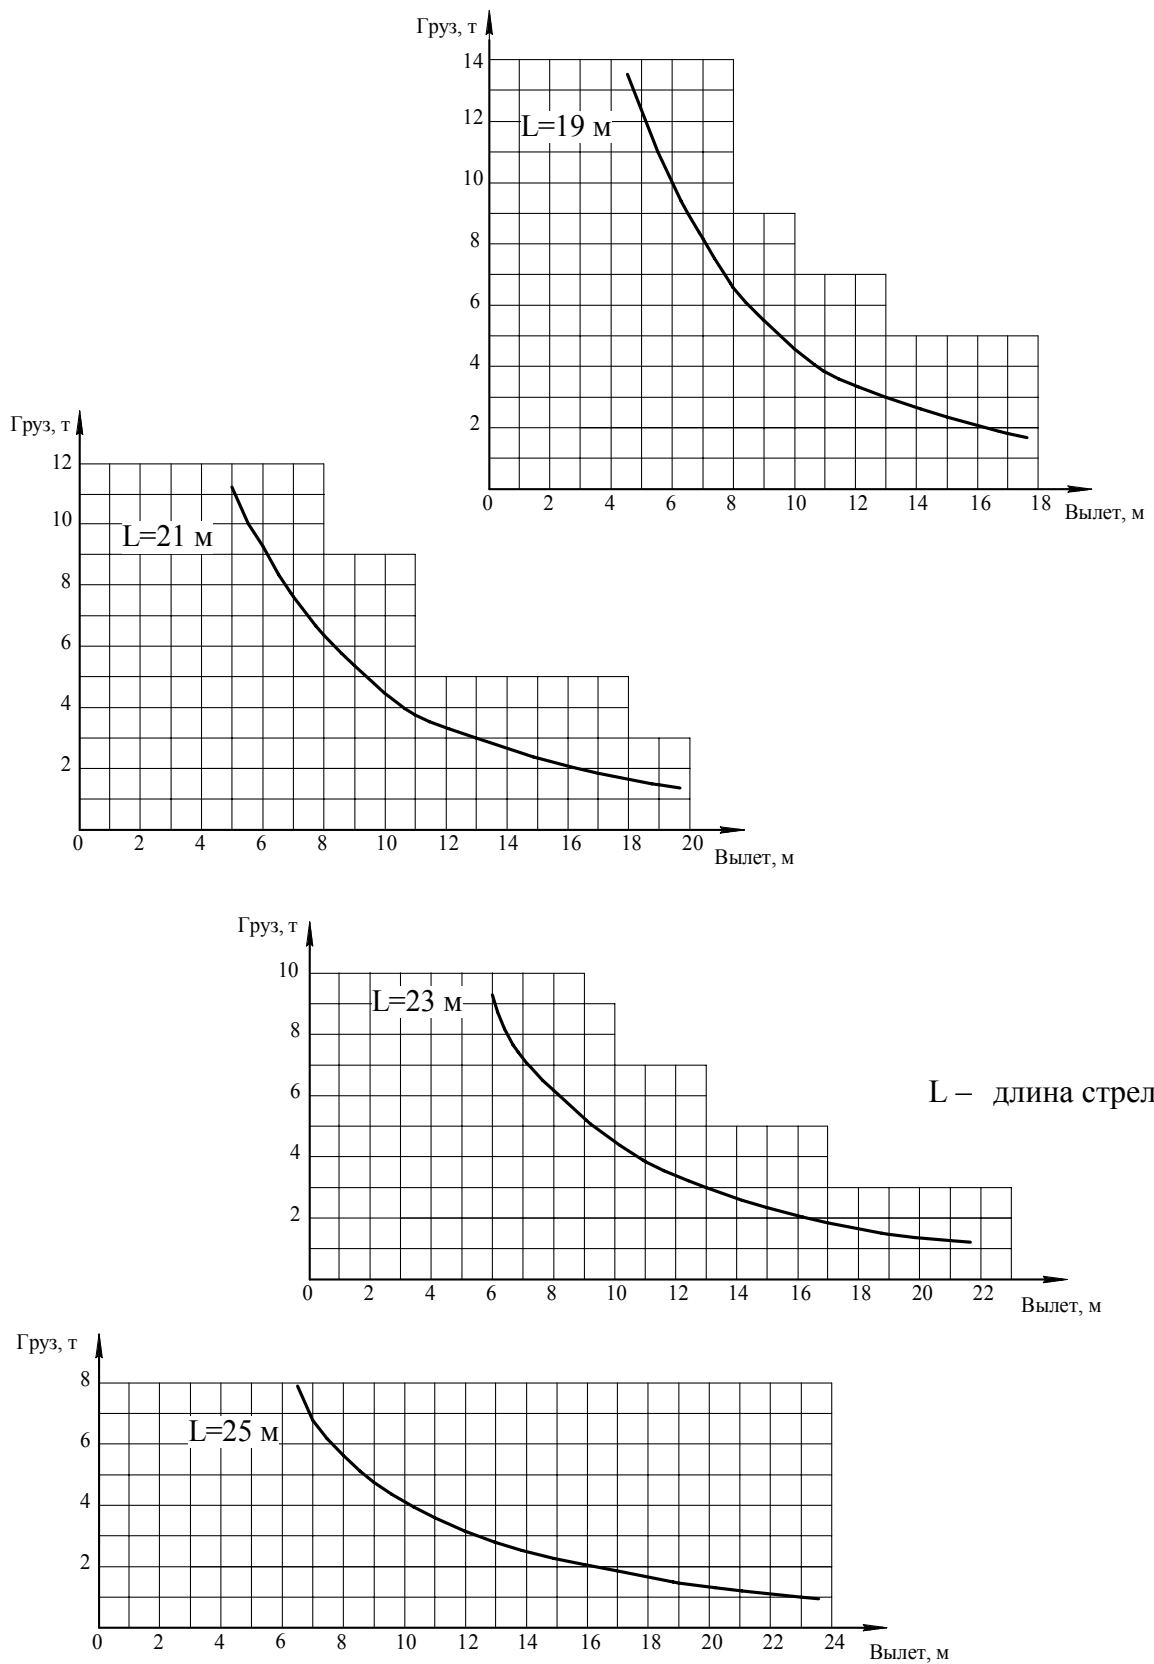 Груз, т
14
12
L=19 м
10
8
6
4
2
0 2 4 6 8 10 12 14 16 18
Вылет, м
Груз, т
12
10
L=21 м
8
6
4
2
0 2 4 6 8 10 12 14 16 18 20
Вылет, м
Груз, т
10
L=23 м
8
6
L – длина стрел
4
2
0 2 4 6 8 10 12 14 16 18 20 22
Вылет, м
Груз, т
8
L=25 м
6
4
2
0 2 4 6 8 10 12 14 16 18 20 22 24
Вылет, м